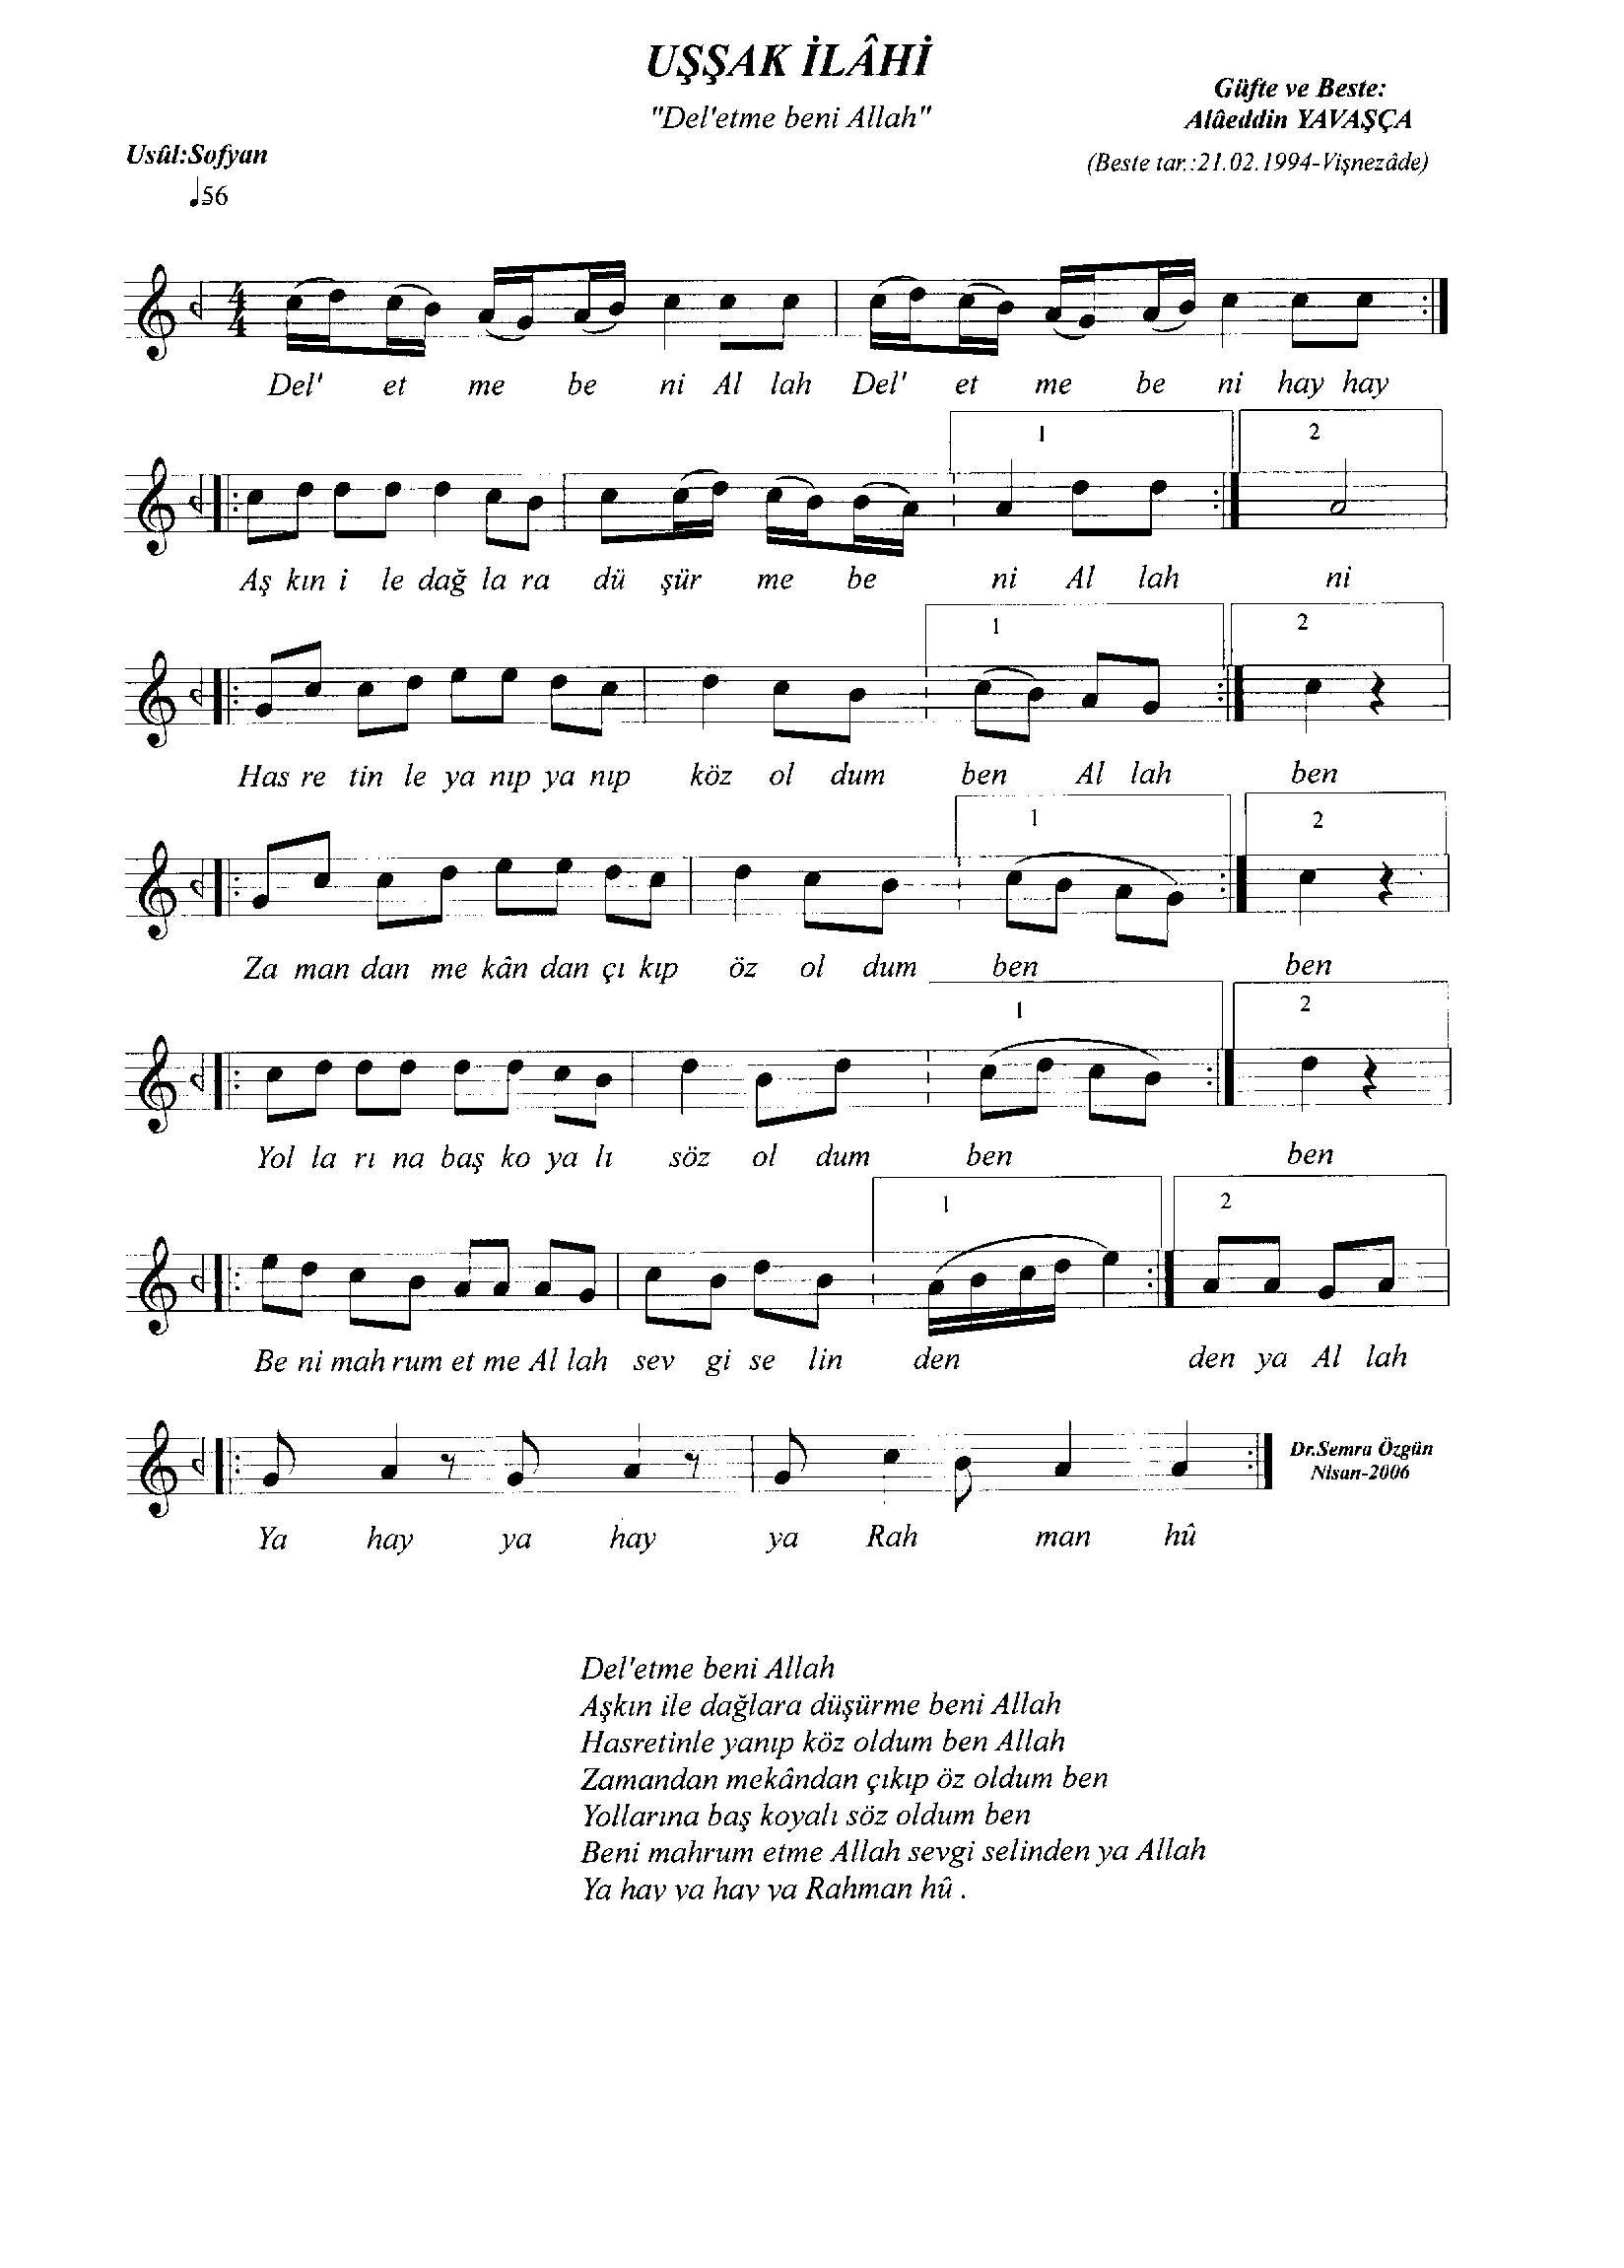 UŞŞAK İLÂHİ
"Del'etme beni Allah"
Güfte ve Beste:
Alâeddin YAVAŞÇA
(Beste tar.:21.02.1994-Vişnezâde)
Usûl:Sofyan
56
4
4
Del' et me be ni Al lah Del' et me be ni hay hay
1 2
Aş kın i le dağ la ra dü şür me be ni Al lah ni
1 2
Has re tin le ya nıp ya nıp köz ol dum ben Al lah ben
1 2
Za man dan me kân dan çı kıp öz ol dum ben ben
1 2
Yol la rı na baş ko ya lı söz ol dum ben ben
1 2
Be ni mah rum et me Al lah sev gi se lin den den ya Al lah
Dr.Semra Özgün
Nisan-2006
Ya hay ya hay ya Rah man hû
Del'etme beni Allah
Aşkın ile dağlara düşürme beni Allah
Hasretinle yanıp köz oldum ben Allah
Zamandan mekândan çıkıp öz oldum ben
Yollarına baş koyalı söz oldum ben
Beni mahrum etme Allah sevgi selinden ya Allah
Ya hay ya hay ya Rahman hû .